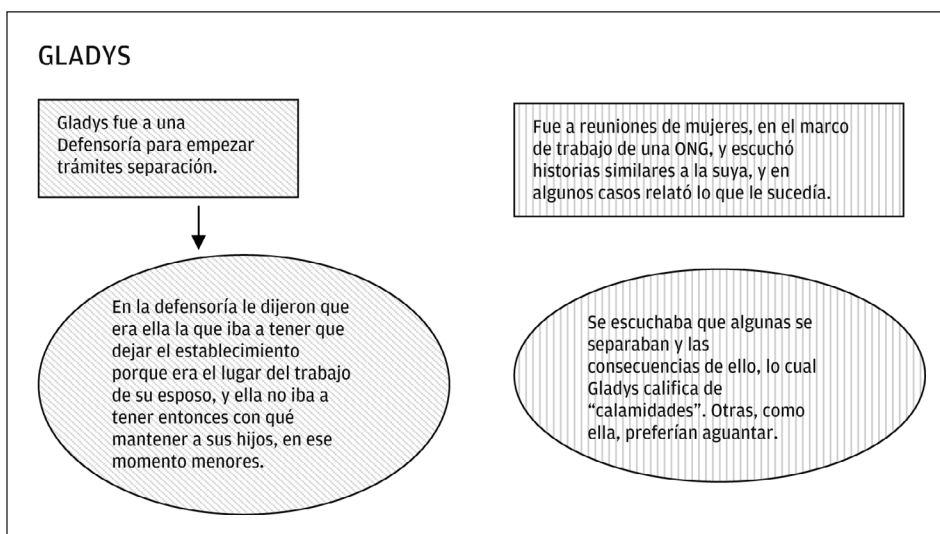 GLADYS
Gladys fue a una
Defensoría para empezar
trámites separación.
En la defensoría le dijeron que
era ella la que iba a tener que
dejar el establecimiento
porque era el lugar del trabajo
de su esposo, y ella no iba a
tener entonces con qué
mantener a sus hijos, en ese
momento menores.
Fue a reuniones de mujeres, en el marco
de trabajo de una ONG, y escuchó
historias similares a la suya, y en
algunos casos relató lo que le sucedía.
Se escuchaba que algunas se
separaban y las
consecuencias de ello, lo cual
Gladys califica de
“calamidades”. Otras, como
ella, preferían aguantar.